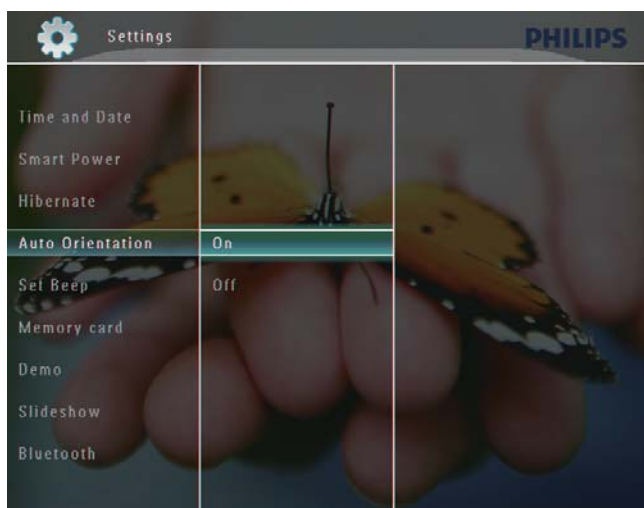 Settings
PHILIPS
Time and Date
Smart Power
Hibernate
Auto Orientation
On
Set Beep
Off
Memory card
Demo
Slideshow
Bluetooth